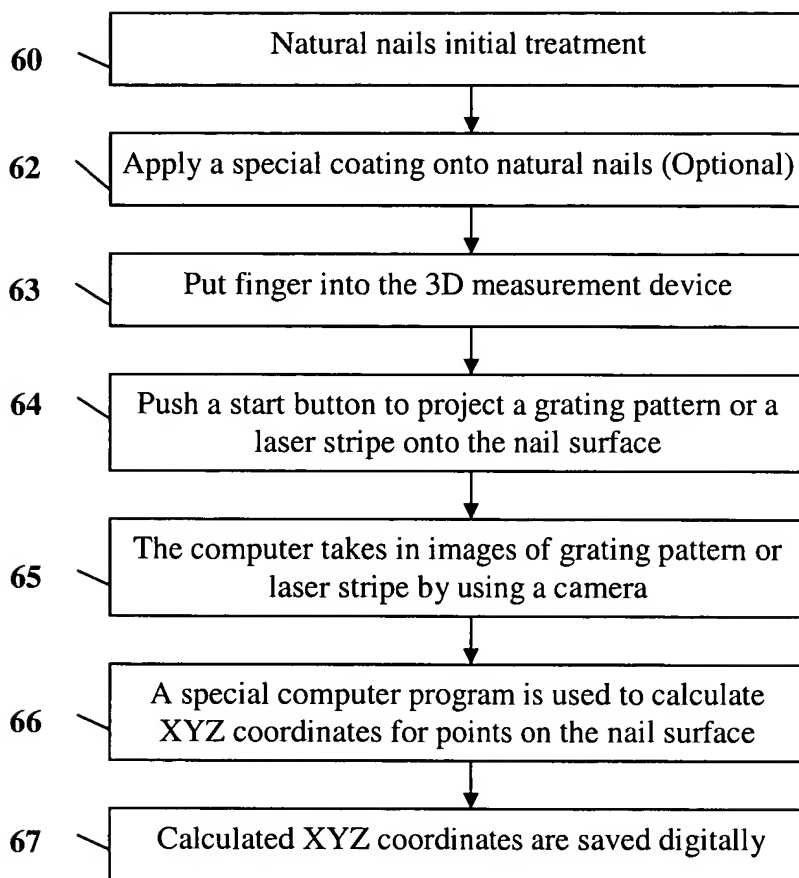 60
Natural nails initial treatment
62
Apply a special coating onto natural nails (Optional)
63
Put finger into the 3D measurement device
64
Push a start button to project a grating pattern or a
laser stripe onto the nail surface
65
The computer takes in images of grating pattern or
laser stripe by using a camera
66
A special computer program is used to calculate
XYZ coordinates for points on the nail surface
67
Calculated XYZ coordinates are saved digitally